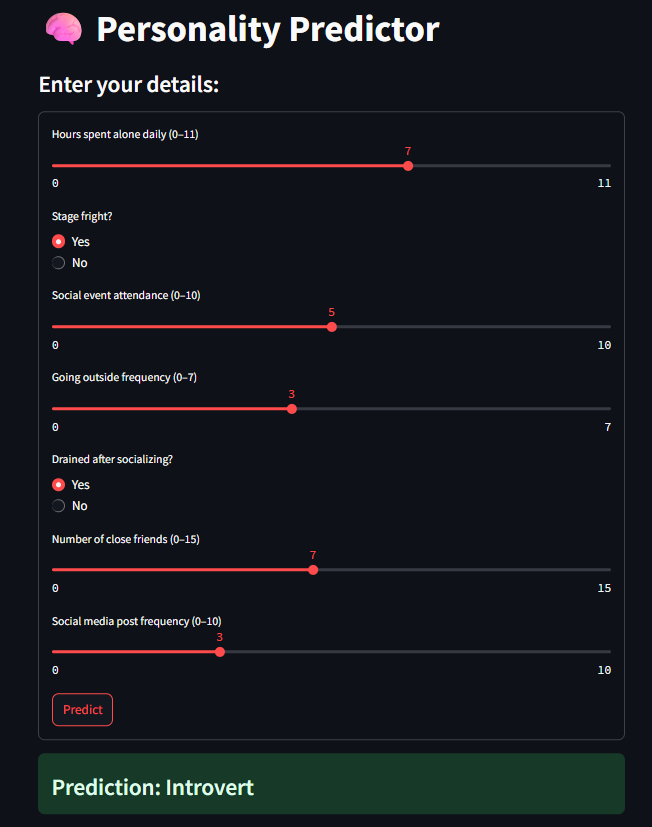 Personality Predictor
Enter your details:
Hours spent alone daily (0–11)
7
0 11
Stage fright?
Yes
No
Social event attendance (0–10)
5
0 10
Going outside frequency (0–7)
3
0 7
Drained after socializing?
Yes
No
Number of close friends (0–15)
7
0 15
Social media post frequency (0–10)
3
0 10
Predict
Prediction: Introvert